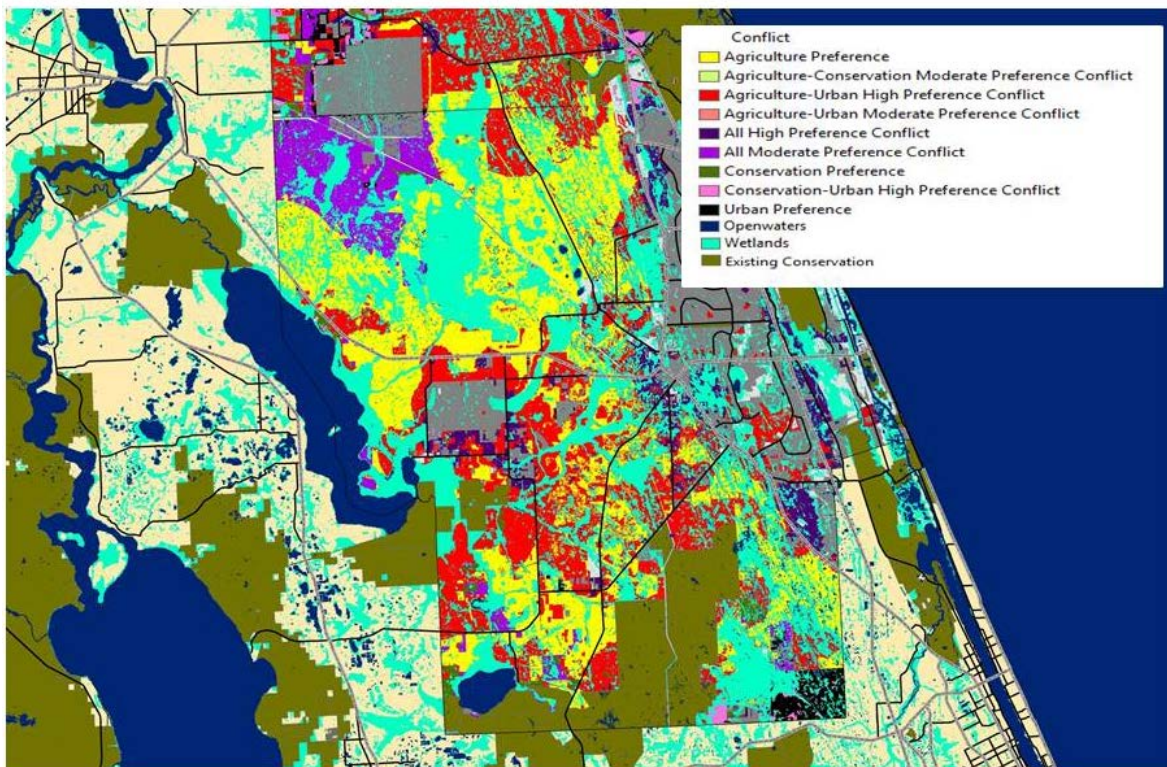 Conflict
Agriculture Preference
Agriculture-Conservation Moderate Preference Conflict
Agriculture-Urban High Preference Conflict
Agriculture-Urban Moderate Preference Conflict
All High Preference Conflict
All Moderate Preference Conflict
Conservation Preference
Conservation-Urban High Preference Conflict
Urban Preference
Openwaters
Wetlands
Existing Conservation